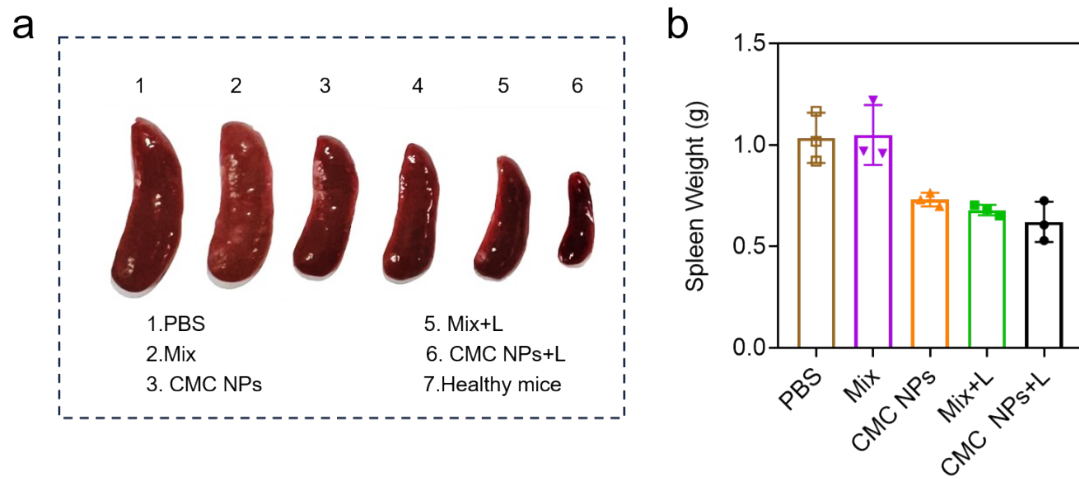 a
1 2 3 4 5 6
1.PBS
2.Mix
3. CMC NPs
5. Mix+L
6. CMC NPs+L
7.Healthy mice
b
Spleen Weight (g)
1.5
1.0
0.5
0.0
PBS
Mix
CMC NPs
Mix+L
CMC NPs+L